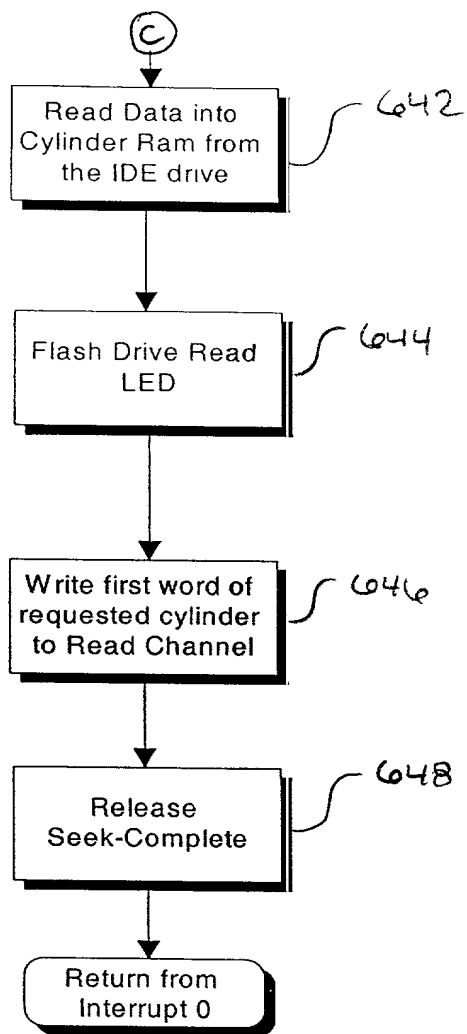 C
Read Data into
Cylinder Ram from
the IDE drive
642
Flash Drive Read
LED
644
Write first word of
requested cylinder
to Read Channel
646
Release
Seek-Complete
648
Return from
Interrupt 0